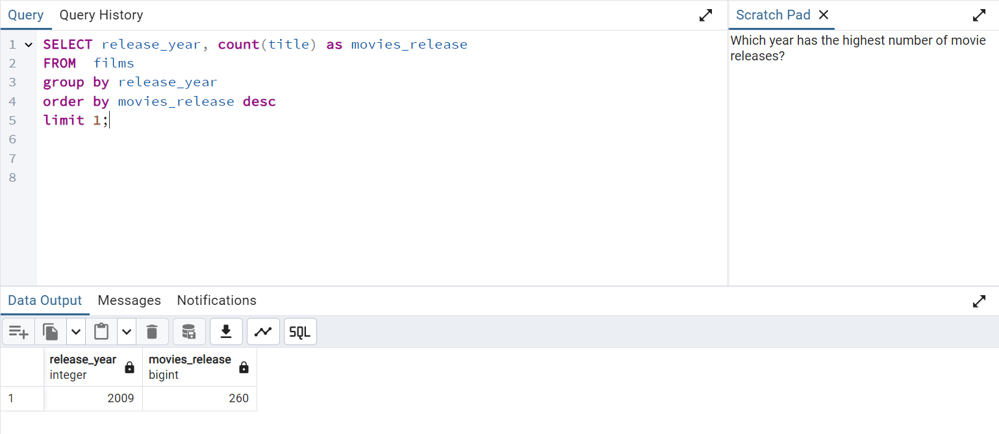 Query Query History
Scratch Pad
1 SELECT release_year, count(title) as movies_release
2 FROM  films
3 group by release_year
4 order by movies_release desc
5 limit 1;
6
7
8
Which year has the highest number of movie
releases?
Data Output Messages Notifications
SQL
release_year movies_release
integer bigint
1 2009 260